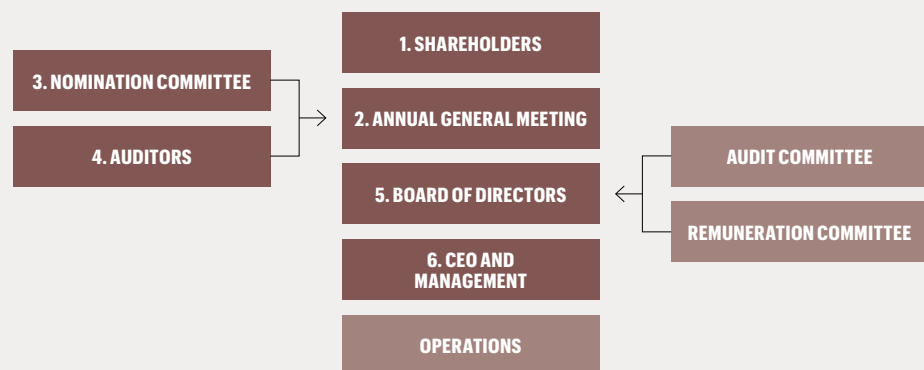 1. SHAREHOLDERS
3. NOMINATION COMMITTEE
2. ANNUAL GENERAL MEETING
4. AUDITORS
AUDIT COMMITTEE
5. BOARD OF DIRECTORS
REMUNERATION COMMITTEE
6. CEO AND
MANAGEMENT
OPERATIONS